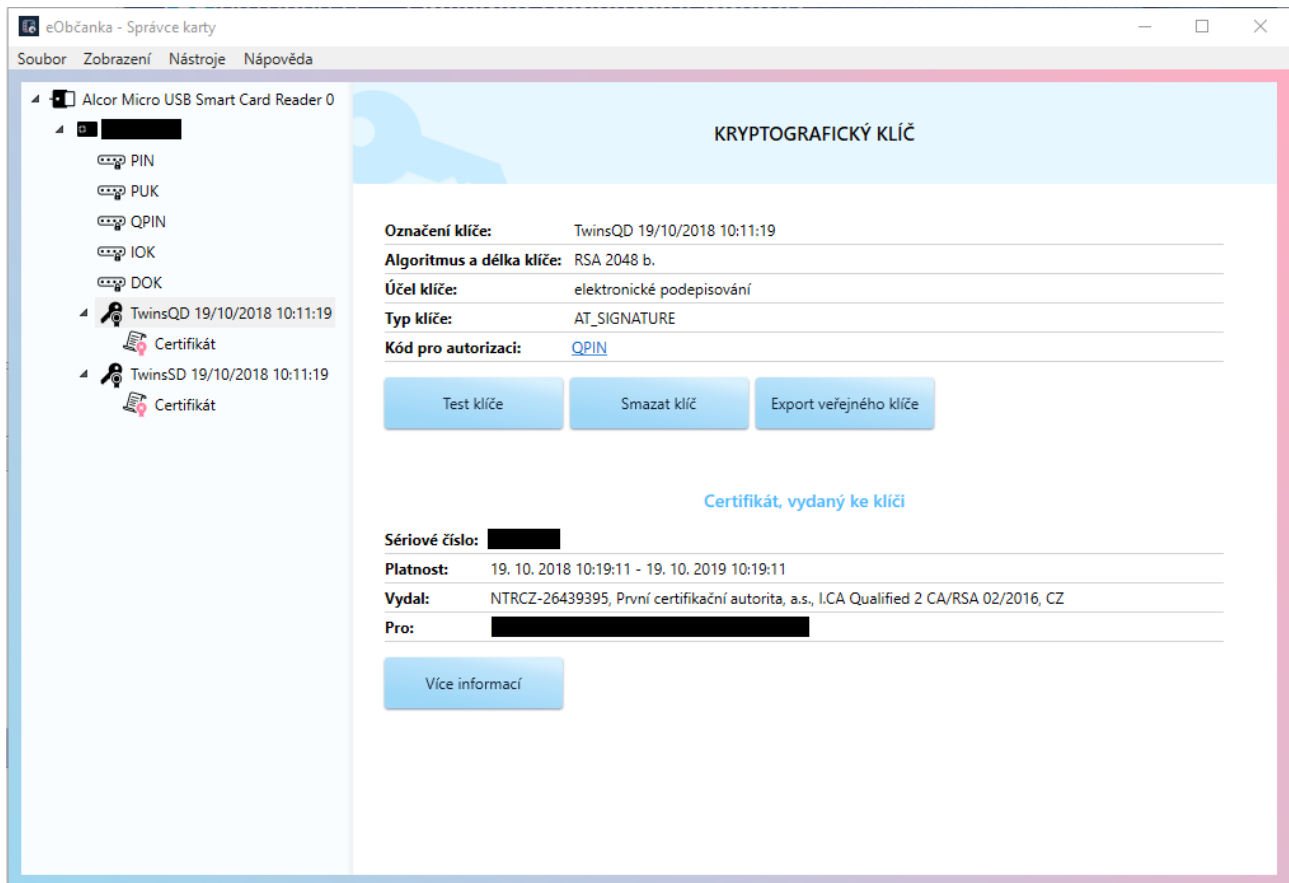 eObčanka - Správce karty
Soubor Zobrazení Nástroje Nápověda
Alcor Micro USB Smart Card Reader 0
PIN
PUK
QPIN
IOK
DOK
TwinsQD 19/10/2018 10:11:19
Certifikát
TwinsSD 19/10/2018 10:11:19
Certifikát
KRYPTOGRAFICKÝ KLÍČ
Označení klíče: TwinsQD 19/10/2018 10:11:19
Algoritmus a délka klíče: RSA 2048 b.
Účel klíče: elektronické podepisování
Typ klíče: AT_SIGNATURE
Kód pro autorizaci: QPIN
Test klíče Smazat klíč Export veřejného klíče
Certifikát, vydaný ke klíči
Sériové číslo:
Platnost: 19. 10. 2018 10:19:11 - 19. 10. 2019 10:19:11
Vydal: NTRCZ-26439395, První certifikační autorita, a.s., I.CA Qualified 2 CA/RSA 02/2016, CZ
Pro:
Více informací